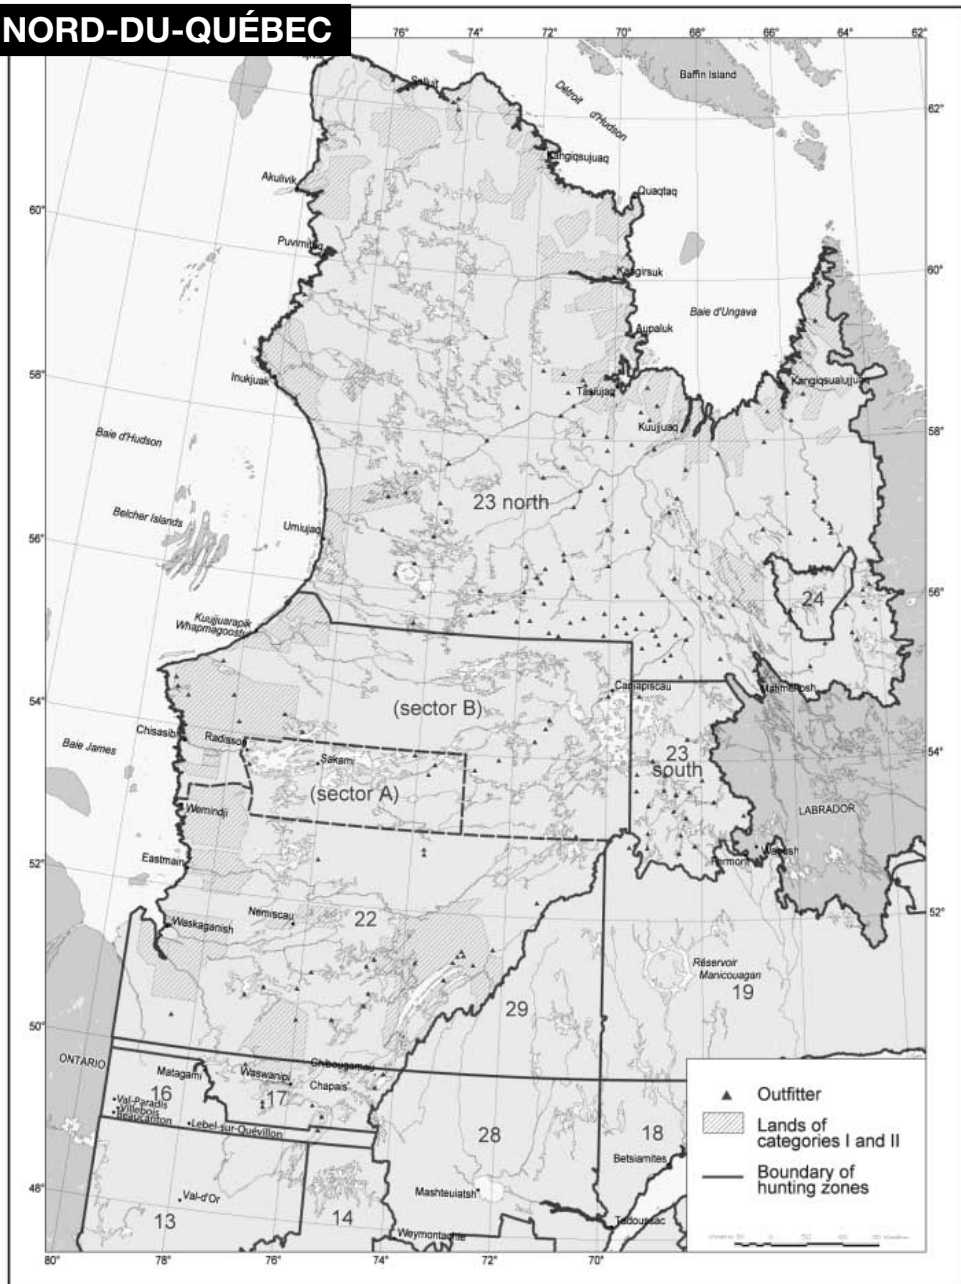 NORD-DU-QUÉBEC
76°
74°
72°
70°
68°
66°
64°
62°
Baffin Island
Salluit
Détroit d'Hudson
62°
Kangiqsujuaq
Akulivik
Quaqtaq
60°
Puvirnituq
Kangirsuk
60°
Baie d'Ungava
Aupaluk
58°
Inukjuak
Tasiujaq
Kangiqsualujjuaq
Kuujjuaq
58°
Baie d'Hudson
23 north
Belcher Islands
Umiujaq
56°
24
56°
Kuujjuarapik
Whapmagoostui
Caniapiscau
54°
(sector B)
Chisasibi
Radisson
23
south
54°
Baie James
Sakami
(sector A)
Wemindji
LABRADOR
Eastmain
Wabush
Fermont
52°
Nemiscau
22
52°
Waskaganish
Réservoir
Manicouagan
19
29
50°
ONTARIO
Chibougamau
Matagami
Waswanipi
Chapais
16
17
Val-Paradis
Villebois
Beaucanton
Lebel-sur-Quévillon
28
18
Betsiamites
48°
Mashteuiatsh
Val-d'Or
13
14
Tadoussac
Weymontachie
80°
78°
76°
74°
72°
70°
Outfitter
Lands of
categories I and II
Boundary of
hunting zones